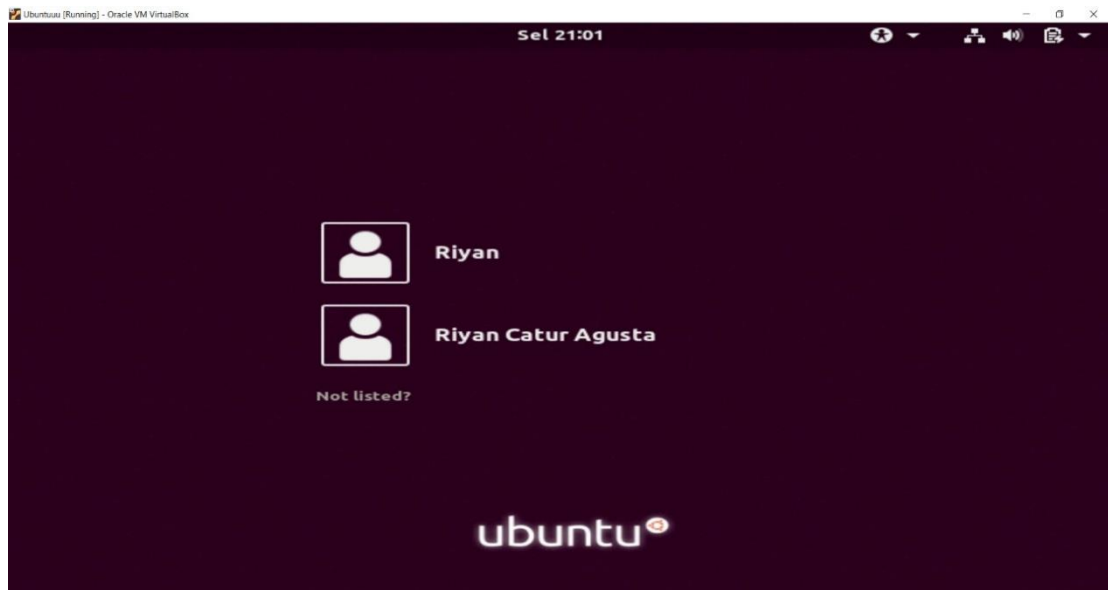 Ubuntuuu [Running] - Oracle VM VirtualBox
Sel 21:01
Riyan
Riyan Catur Agusta
Not listed?
ubuntu